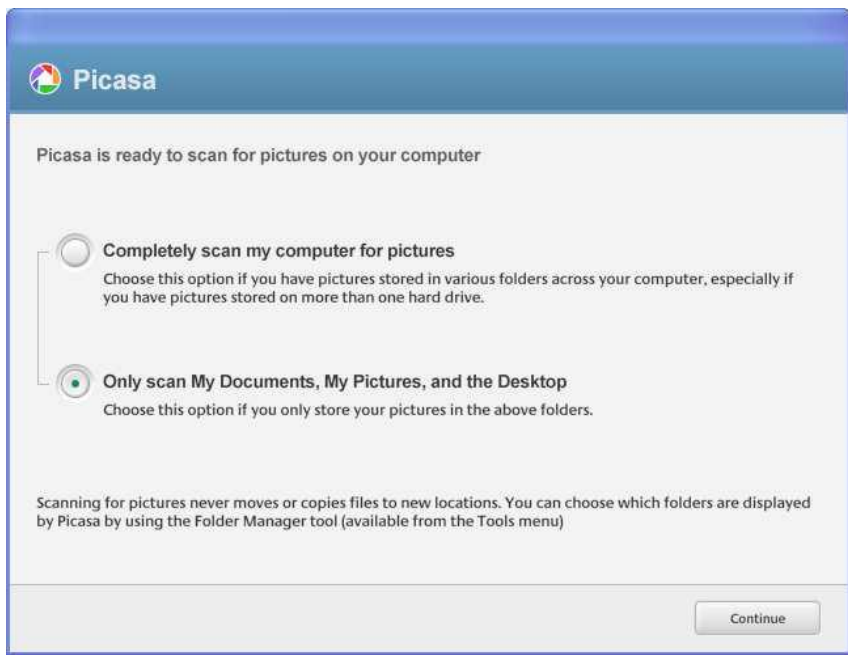 Picasa
Picasa is ready to scan for pictures on your computer
Completely scan my computer for pictures
Choose this option if you have pictures stored in various folders across your computer, especially if
you have pictures stored on more than one hard drive.
Only scan My Documents, My Pictures, and the Desktop
Choose this option if you only store your pictures in the above folders.
Scanning for pictures never moves or copies files to new locations. You can choose which folders are displayed
by Picasa by using the Folder Manager tool (available from the Tools menu)
Continue